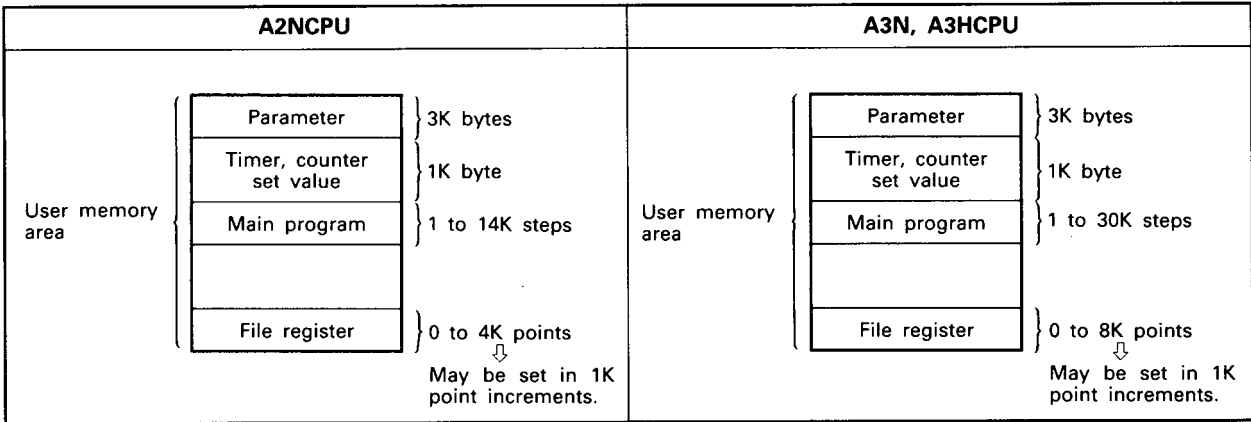 A2NCPU
A3N, A3HCPU
User memory
area
Parameter
3K bytes
Timer, counter
set value
1K byte
Main program
1 to 14K steps
File register
0 to 4K points
May be set in 1K
point increments.
User memory
area
Parameter
3K bytes
Timer, counter
set value
1K byte
Main program
1 to 30K steps
File register
0 to 8K points
May be set in 1K
point increments.